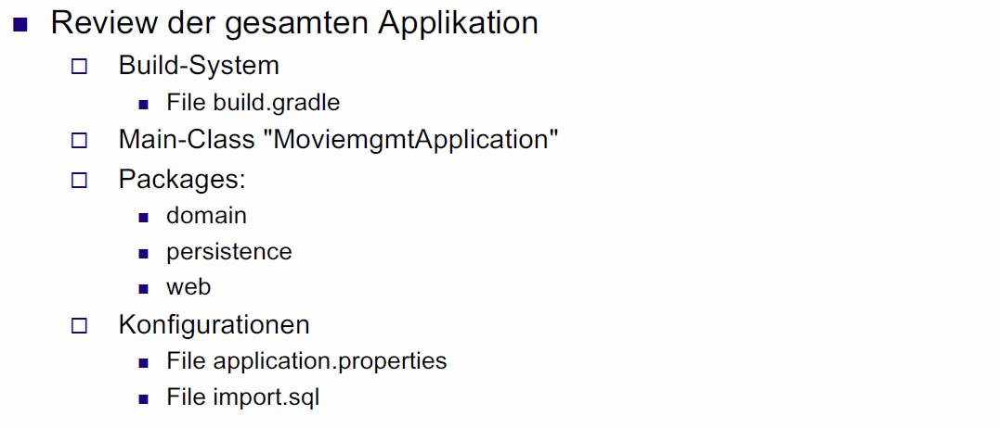 Review der gesamten Applikation
Build-System
File build.gradle
Main-Class "MoviemgmtApplication"
Packages:
domain
persistence
web
Konfigurationen
File application.properties
File import.sql